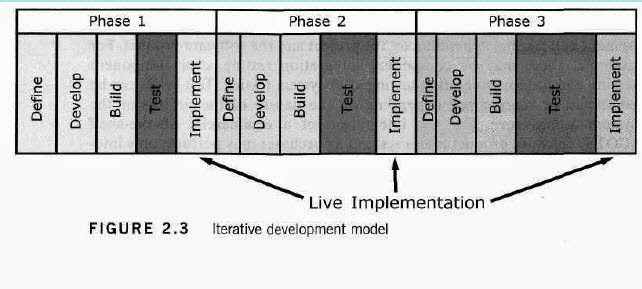 Phase 1 Phase 2 Phase 3
Define Develop Build Test Implement Define Develop Build Test Implement Define Develop Build Test Implement
Live Implementation
FIGURE 2.3 Iterative development model